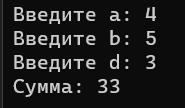 Введите a: 4
Введите b: 5
Введите d: 3
Сумма: 33